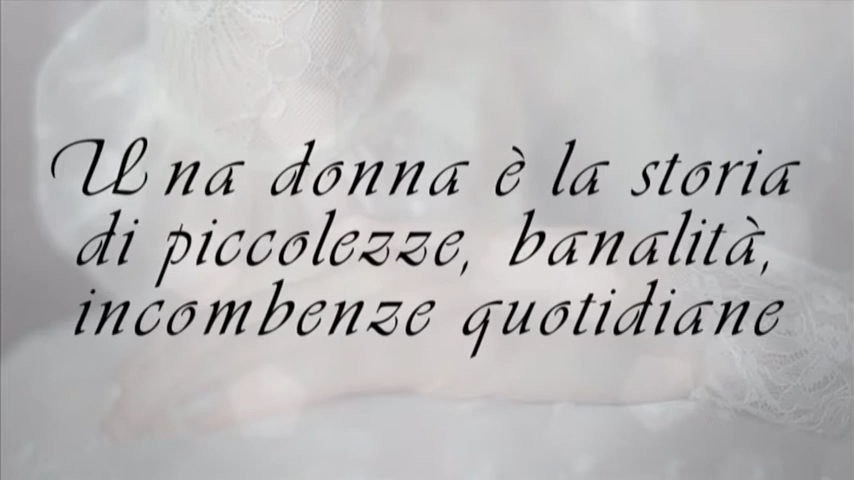 Una donna è la storia
di piccolezze, banalità,
incombenze quotidiane